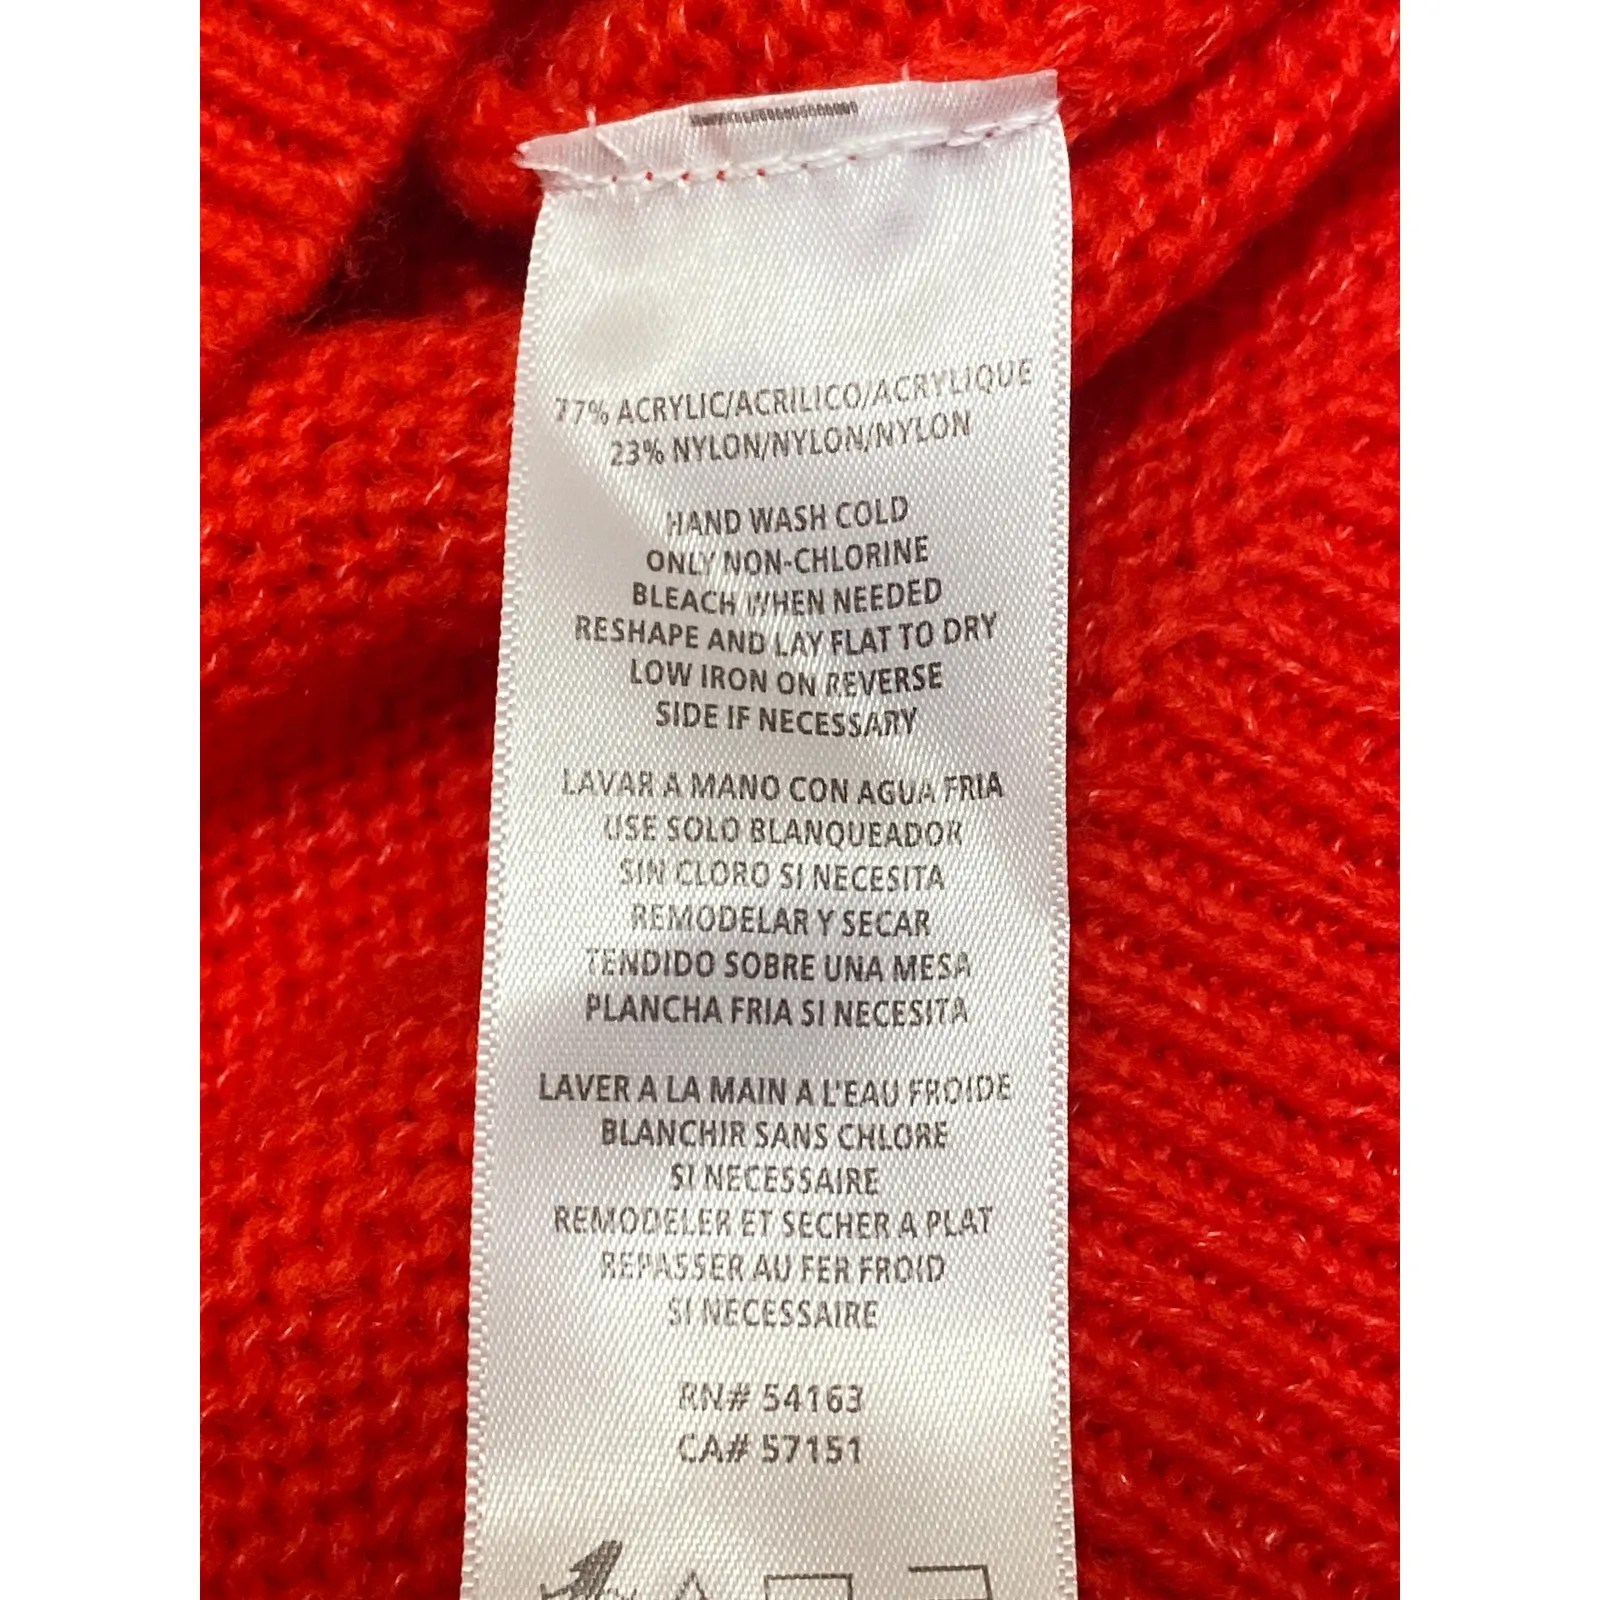 77% ACRYLIC/ACRILICO/ACRYLIQUE
23% NYLON/NYLON/NYLON
HAND WASH COLD
ONLY NON-CHLORINE
BLEACH WHEN NEEDED
RESHAPE AND LAY FLAT TO DRY
LOW IRON ON REVERSE
SIDE IF NECESSARY
LAVAR A MANO CON AGUA FRIA
USE SOLO BLANQUEADOR
SIN CLORO SI NECESITA
REMODELAR Y SECAR
TENDIDO SOBRE UNA MESA
PLANCHA FRIA SI NECESITA
LAVER A LA MAIN A L'EAU FROIDE
BLANCHIR SANS CHLORE
SI NECESSAIRE
REMODELER ET SECHER A PLAT
REPASSER AU FER FROID
SI NECESSAIRE
RN# 54163
CA# 57151